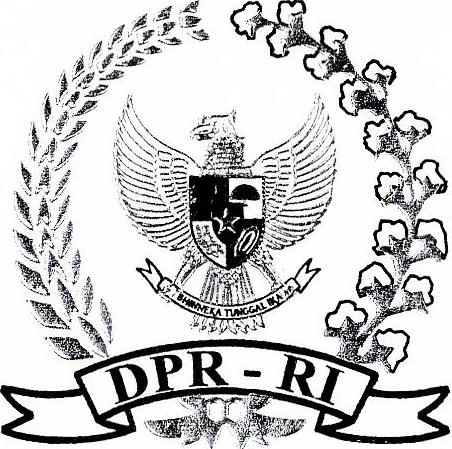 BHINNEKA TUNGGAL IKA
DPR - RI